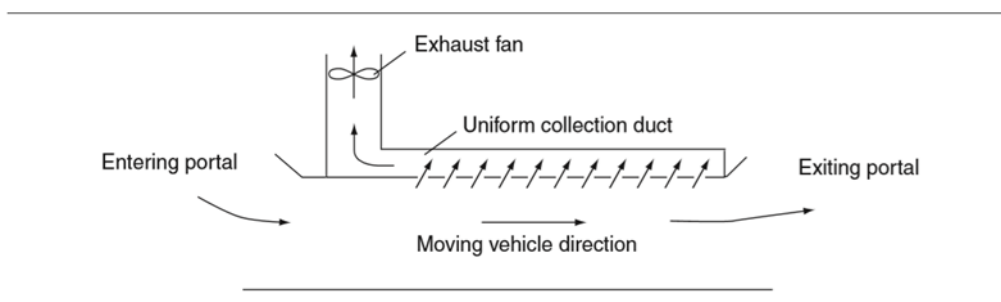 Exhaust fan
Uniform collection duct
Entering portal
Exiting portal
Moving vehicle direction